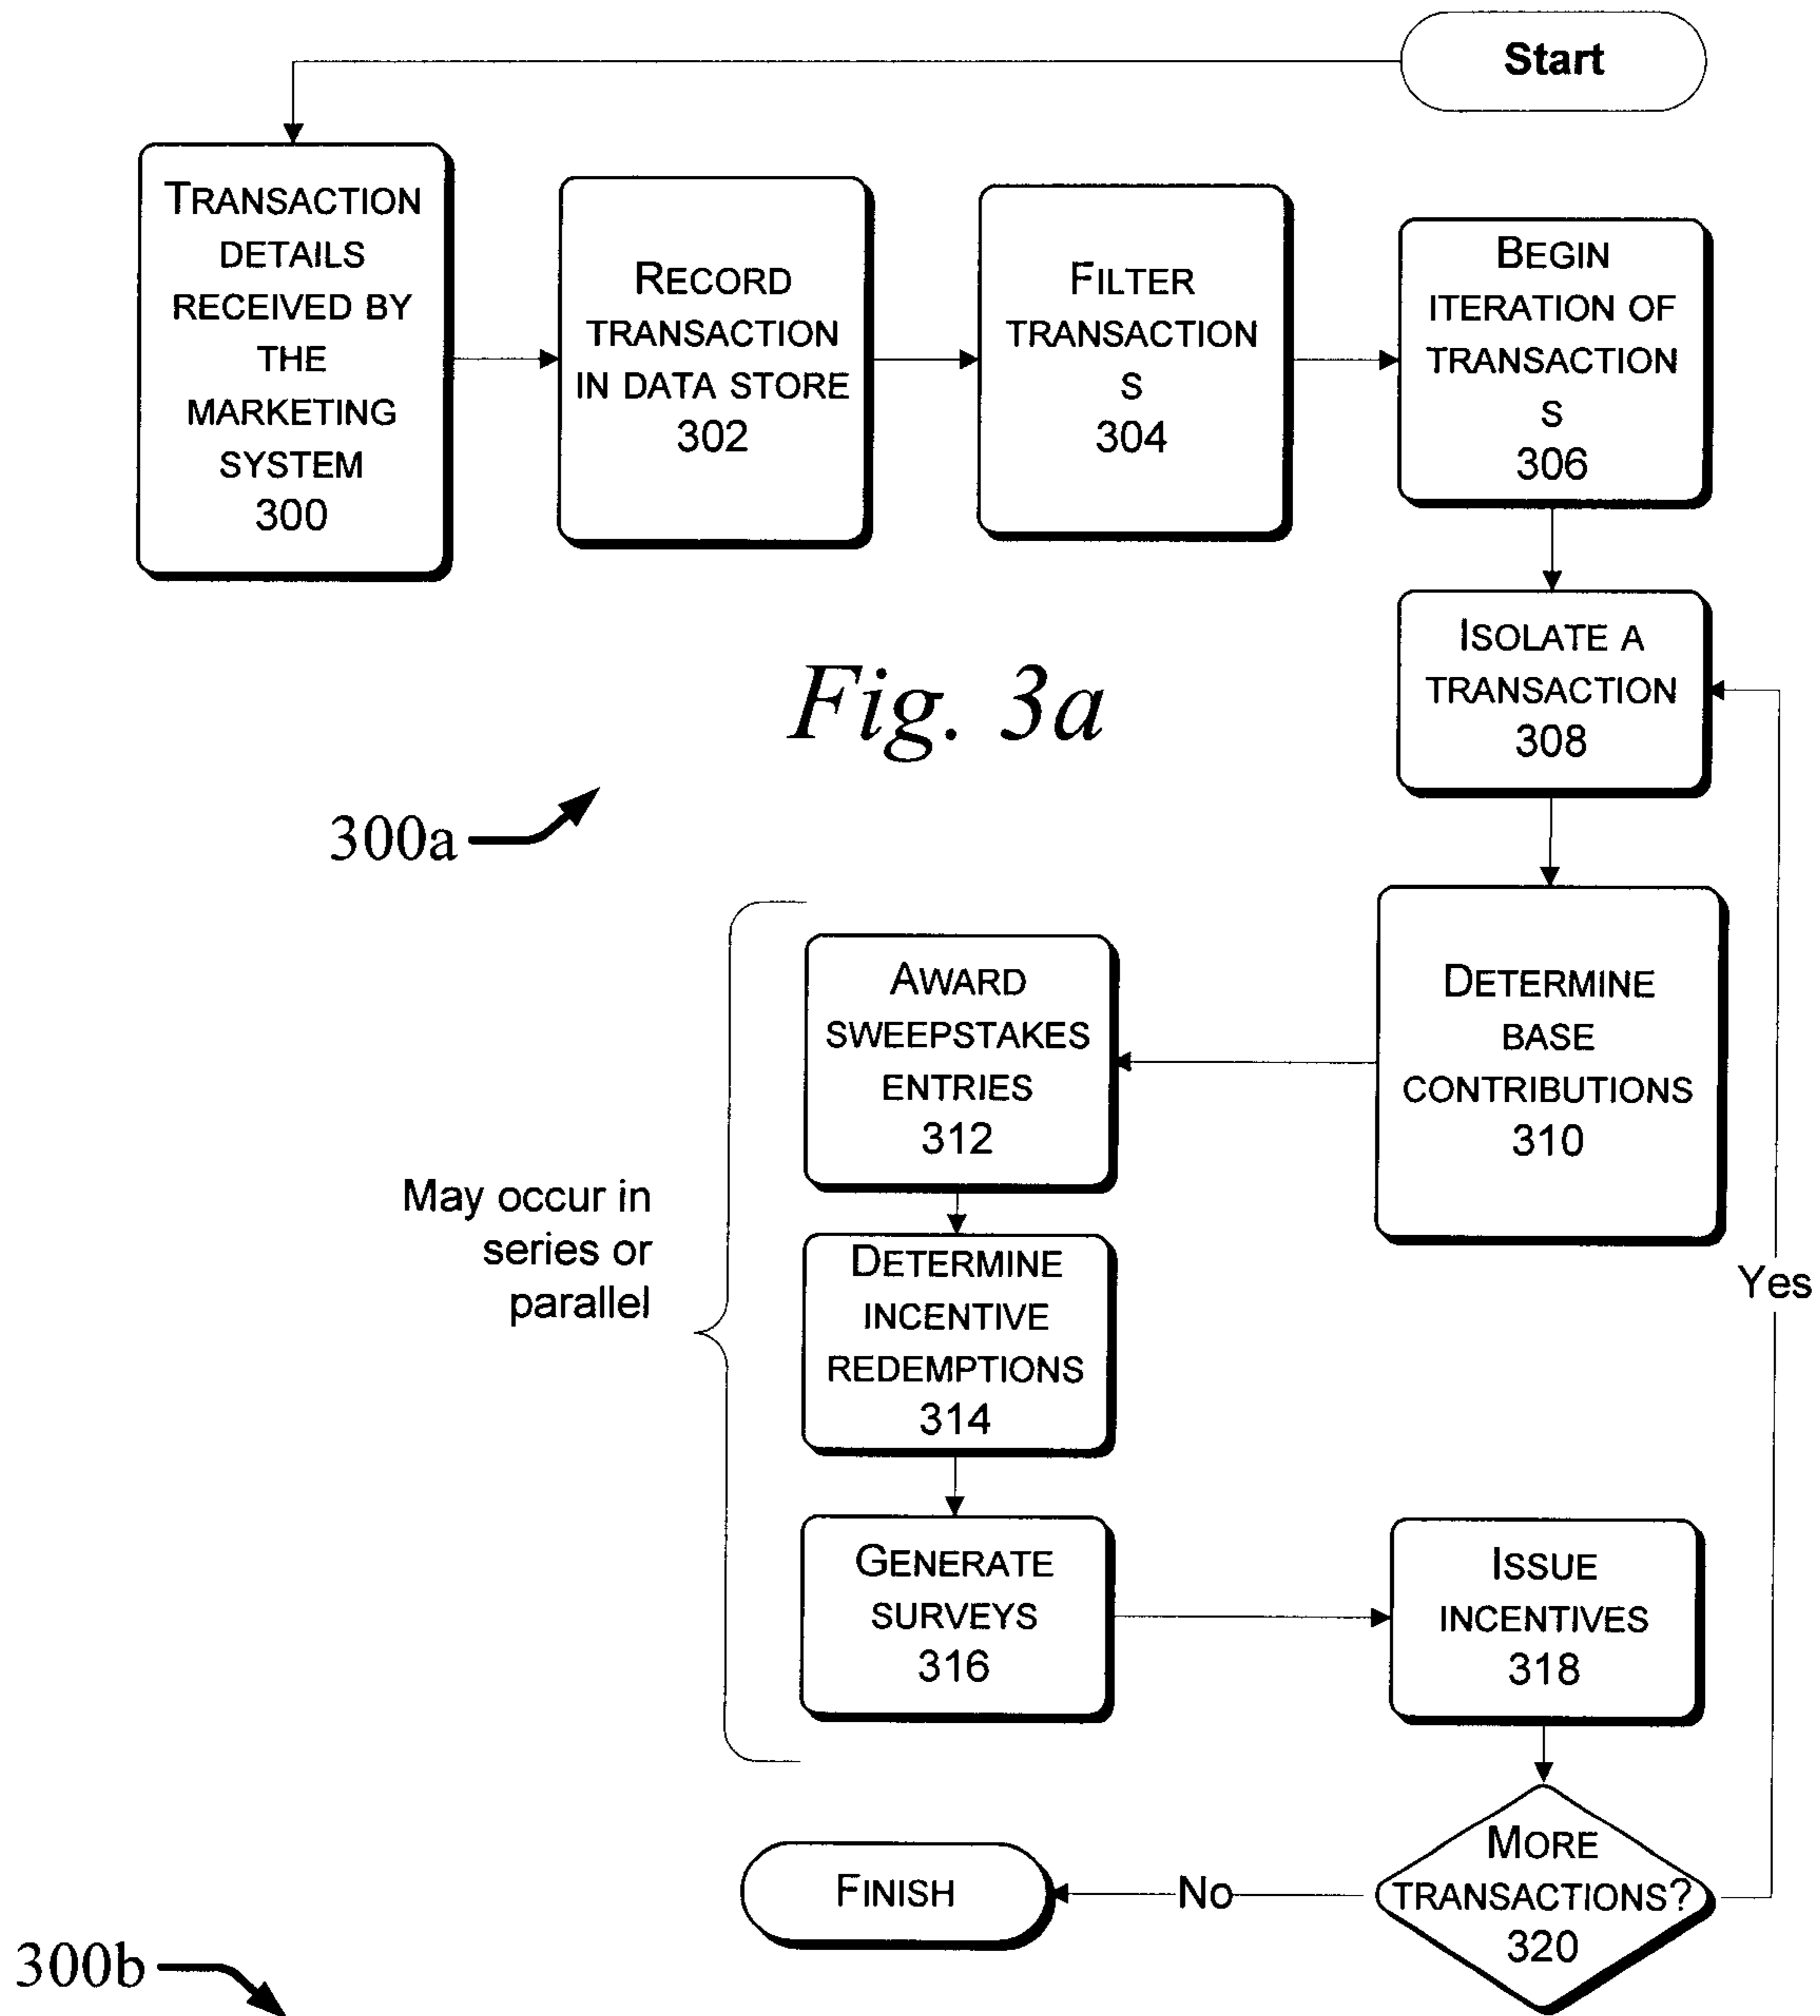 Start
TRANSACTION
DETAILS
RECEIVED BY
THE
MARKETING
SYSTEM
300
RECORD
TRANSACTION
IN DATA STORE
302
FILTER
TRANSACTION
S
304
BEGIN
ITERATION OF
TRANSACTION
S
306
ISOLATE A
TRANSACTION
308
Fig. 3a
300a
DETERMINE
BASE
CONTRIBUTIONS
310
AWARD
SWEEPSTAKES
ENTRIES
312
May occur in
series or
parallel
DETERMINE
INCENTIVE
REDEMPTIONS
314
Yes
GENERATE
SURVEYS
316
ISSUE
INCENTIVES
318
MORE
TRANSACTIONS?
320
No
FINISH
300b